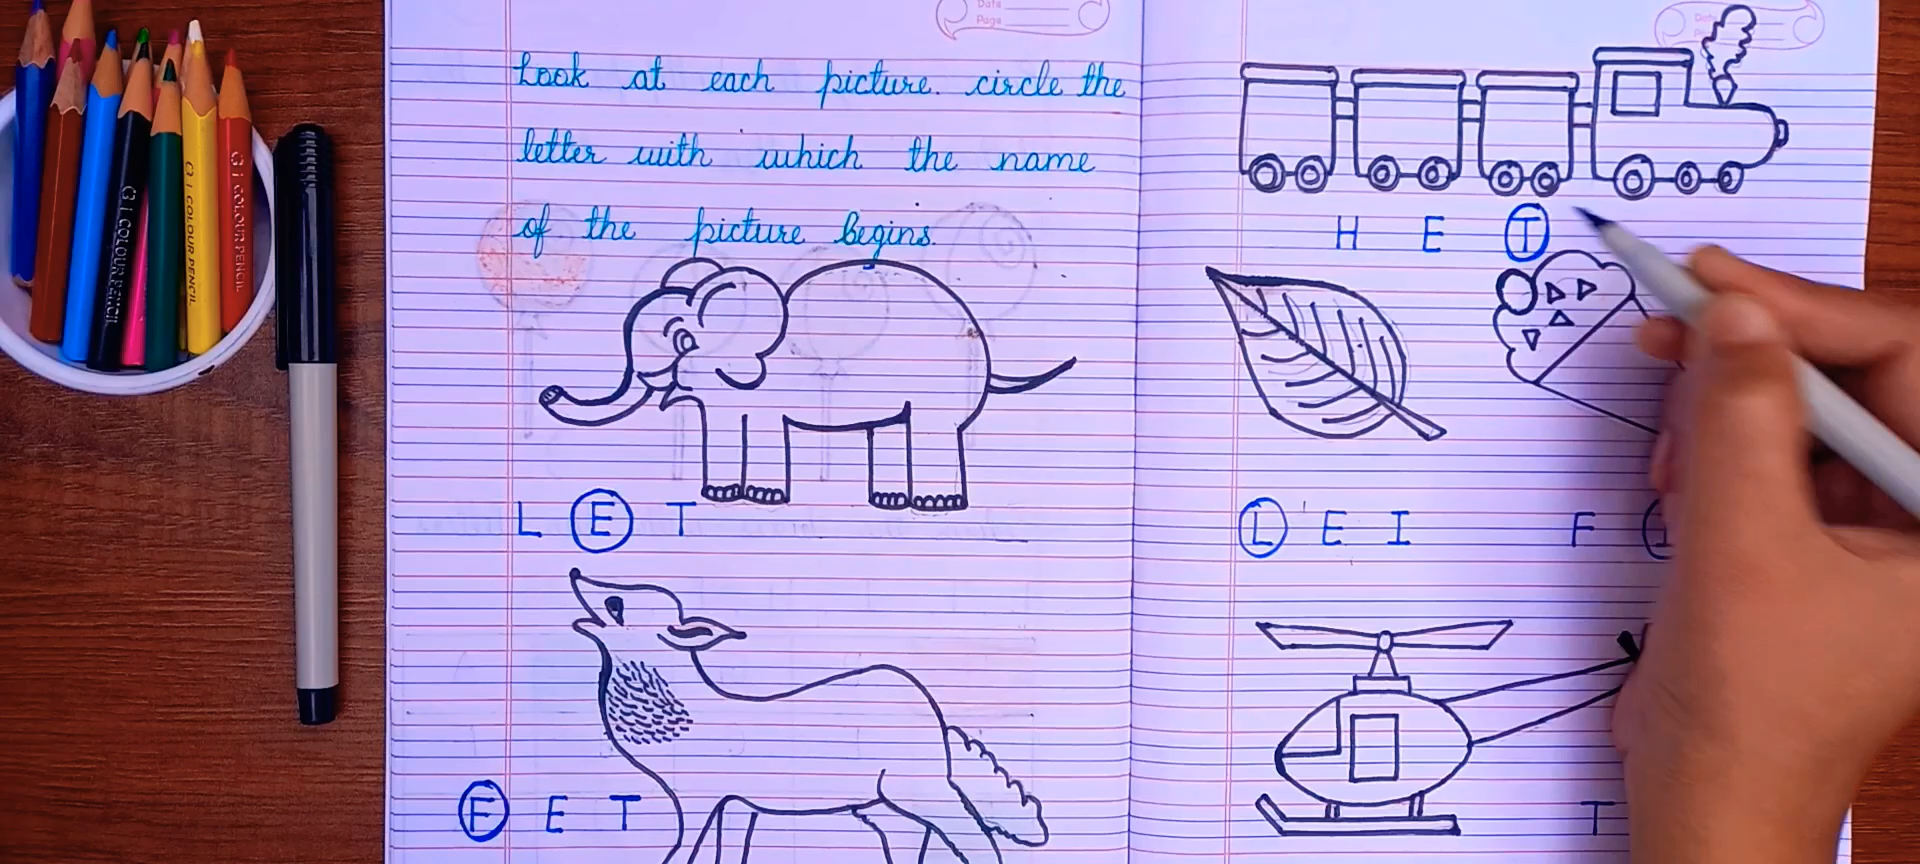 Look at each picture. circle the
letter with which the name
of the picture begins.
L E T
F E T
Date
Page
H E T
L E I
F I
T
G | COLOUR PENCIL
G | COLOUR PENCIL
G | COLOUR PENCIL